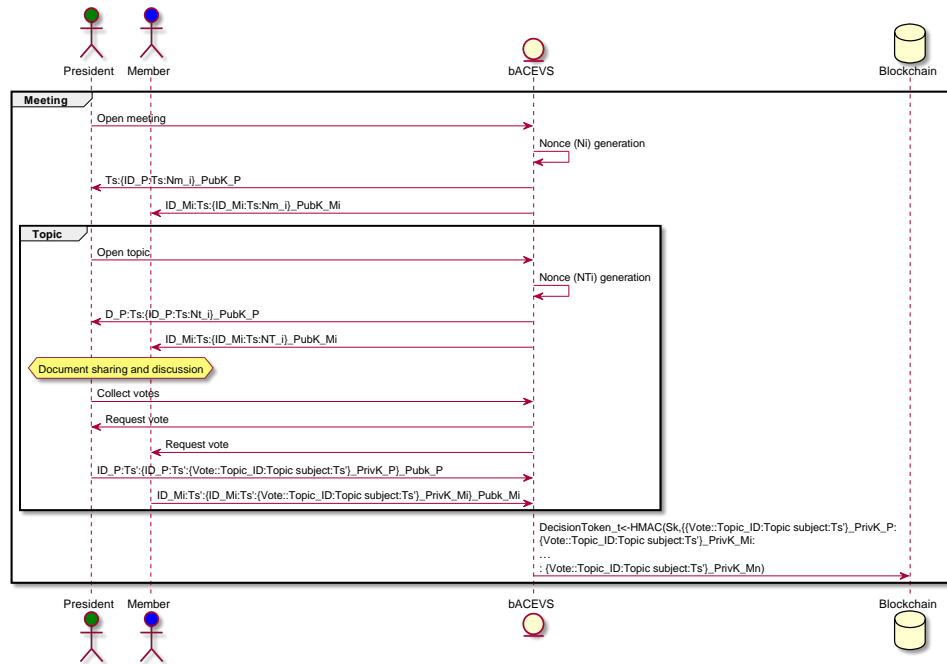 President Member bACEVS Blockchain
Meeting
Open meeting
Nonce (Ni) generation
Ts:{ID_P:Ts:Nm_i}_PubK_P
ID_Mi:Ts:{ID_Mi:Ts:Nm_i}_PubK_Mi
Topic
Open topic
Nonce (NTi) generation
D_P:Ts:{ID_P:Ts:Nt_i}_PubK_P
ID_Mi:Ts:{ID_Mi:Ts:NT_i}_PubK_Mi
Document sharing and discussion
Collect votes
Request vote
Request vote
ID_P:Ts':{ID_P:Ts':{Vote::Topic_ID:Topic subject:Ts'}_PrivK_P}_Pubk_P
ID_Mi:Ts':{ID_Mi:Ts':{Vote::Topic_ID:Topic subject:Ts'}_PrivK_Mi}_Pubk_Mi
DecisionToken_t<-HMAC(Sk,{{Vote::Topic_ID:Topic subject:Ts'}_PrivK_P:
{Vote::Topic_ID:Topic subject:Ts'}_PrivK_Mi:
…
: {Vote::Topic_ID:Topic subject:Ts'}_PrivK_Mn)
President Member bACEVS Blockchain